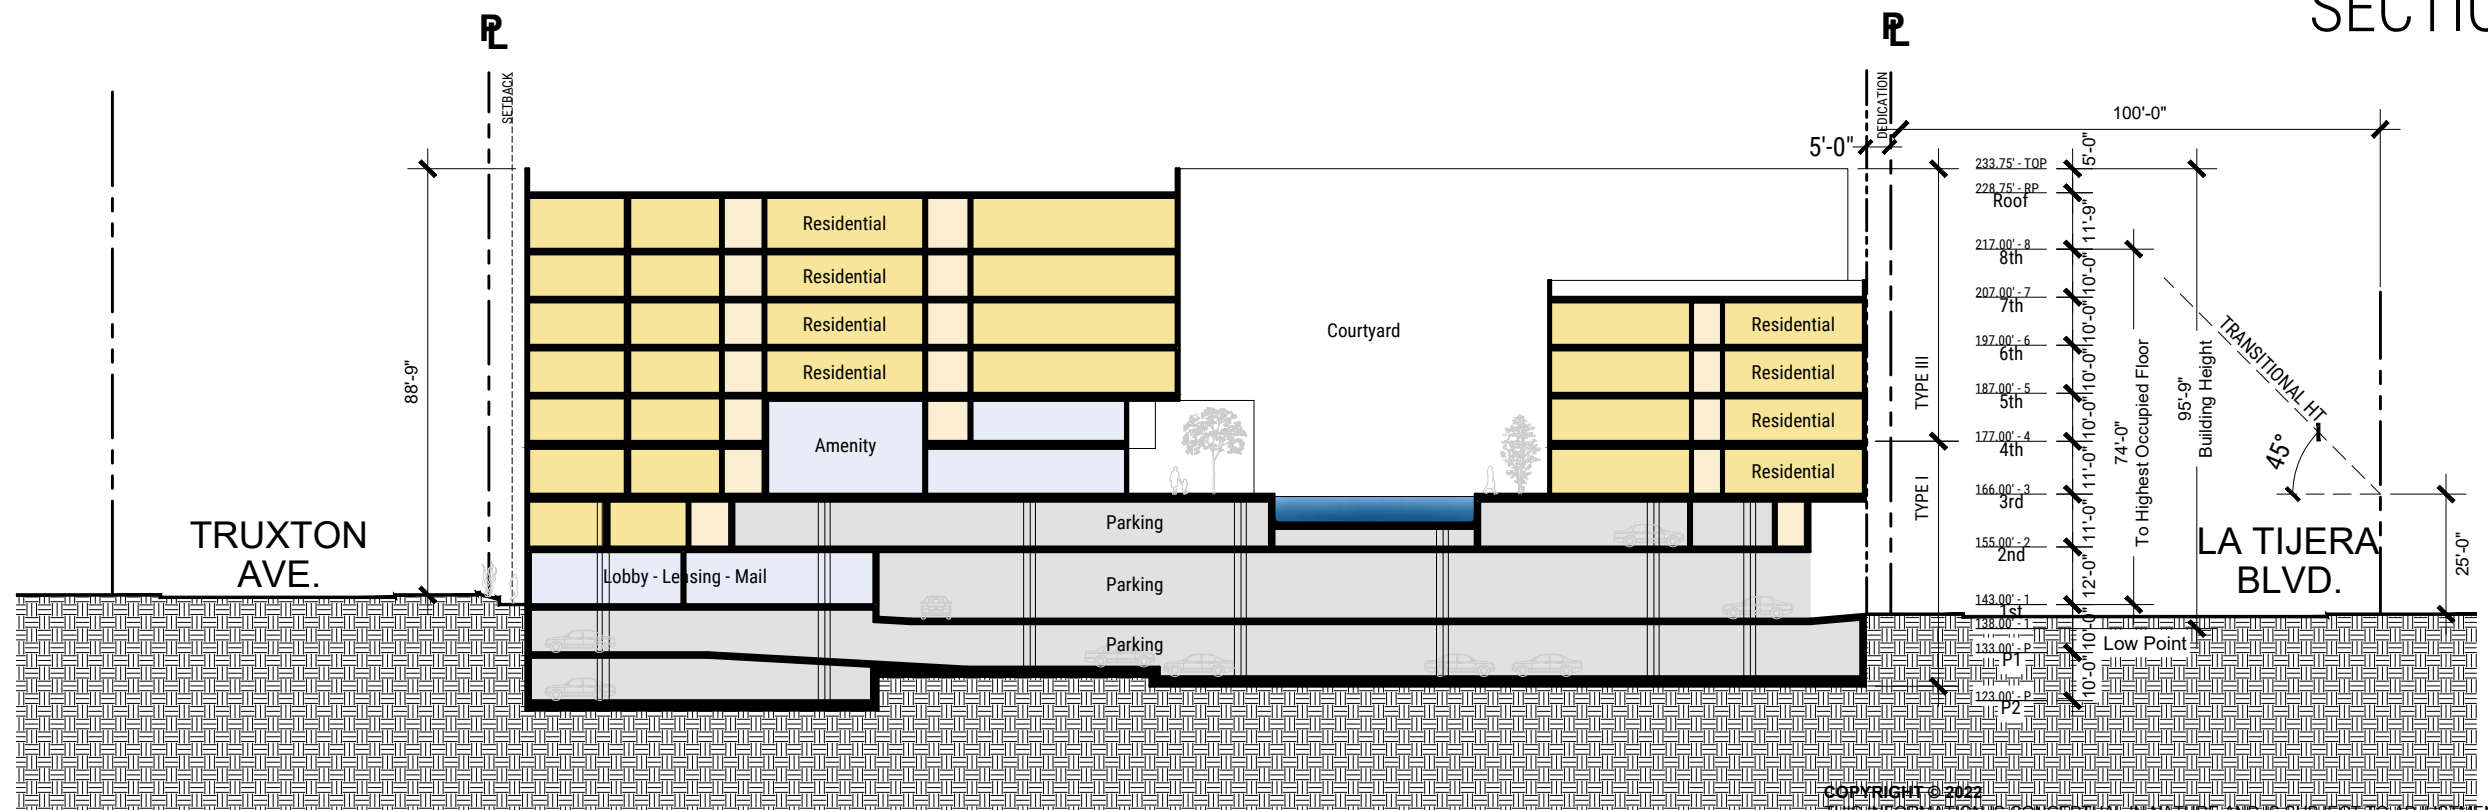 SECTIO
PL
PL
SETBACK
DEDICATION
100'-0"
5'-0"
5'-0"
233.75' - TOP
228.75' - RP
Roof
11'-9"
217.00' - 8
8th
10'-0"
207.00' - 7
7th
10'-0"
197.00' - 6
6th
10'-0"
187.00' - 5
5th
10'-0"
177.00' - 4
4th
11'-0"
166.00' - 3
3rd
11'-0"
155.00' - 2
2nd
12'-0"
143.00' - 1
1st
138.00' - 1
10'-0"
133.00' - P
P1
10'-0"
123.00' - P
P2
TYPE III
TYPE I
74'-0"
To Highest Occupied Floor
95'-9"
Building Height
TRANSITIONAL HT.
45°
25'-0"
Low Point
LA TIJERA
BLVD.
88'-9"
TRUXTON
AVE.
Residential
Residential
Residential
Residential
Amenity
Courtyard
Residential
Residential
Residential
Residential
Parking
Lobby - Leasing - Mail
Parking
Parking
COPYRIGHT © 2022